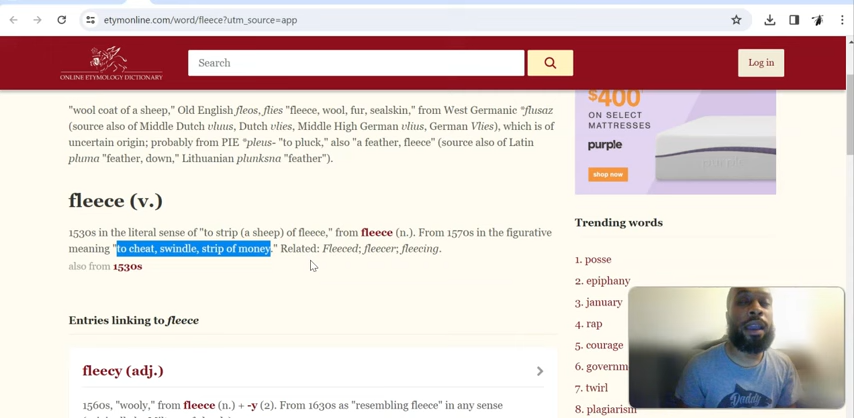 etymonline.com/word/fleece?utm_source=app
ONLINE ETYMOLOGY DICTIONARY
Search
Log in
"wool coat of a sheep," Old English fleos, flies "fleece, wool, fur, sealskin," from West Germanic *flusaz
(source also of Middle Dutch vluus, Dutch vlies, Middle High German vlius, German Vlies), which is of
uncertain origin; probably from PIE *pleus- "to pluck," also "a feather, fleece" (source also of Latin
pluma "feather, down," Lithuanian plunksna "feather").
fleece (v.)
1530s in the literal sense of "to strip (a sheep) of fleece," from fleece (n.). From 1570s in the figurative
meaning "to cheat, swindle, strip of money." Related: Fleeced; fleecer; fleecing.
also from 1530s
Entries linking to fleece
fleecy (adj.)
1560s, "wooly," from fleece (n.) + -y (2). From 1630s as "resembling fleece" in any sense
$400
ON SELECT
MATTRESSES
purple
shop now
Trending words
1. posse
2. epiphany
3. january
4. rap
5. courage
6. governm
7. twirl
8. plagiarism
Daddy